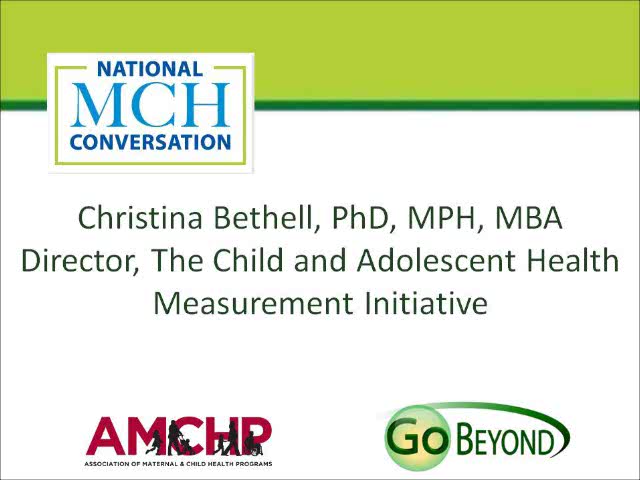 NATIONAL
MCH
CONVERSATION
Christina Bethell, PhD, MPH, MBA
Director, The Child and Adolescent Health
Measurement Initiative
AMCHP
ASSOCIATION OF MATERNAL & CHILD HEALTH PROGRAMS
GO BEYOND